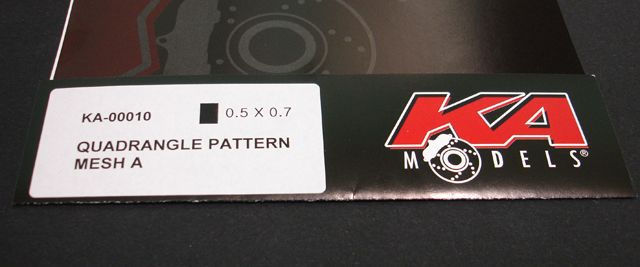 KA-00010 0.5 X 0.7
QUADRANGLE PATTERN
MESH A
KA
MODELS®